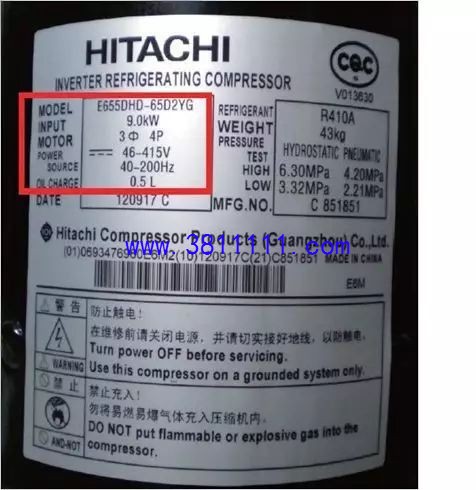 HITACHI
INVERTER REFRIGERATING COMPRESSOR
CQC
S
V013630
MODEL E655DHD-65D2YG
INPUT 9.0kW
MOTOR 3 Φ 4P
POWER SOURCE 46-415V
40-200Hz
OIL CHARGE 0.5 L
DATE 120917 C
REFRIGERANT R410A
WEIGHT 43kg
PRESSURE HYDROSTATIC PNEUMATIC
TEST
HIGH 6.30MPa 4.20MPa
LOW 3.32MPa 2.21MPa
MFG.NO. C 851851
Hitachi Compressor Products (Guangzhou) Co.,Ltd.
www.3811111.com
MADE IN CHINA
E6M
警告
WARNING
防止触电!
在维修前请关闭电源，并请切实接好地线，以防触电.
Turn power OFF before servicing.
Use this compressor on a grounded system only.
禁止
AND-NOT
禁止充入!
勿将易燃易爆气体充入压缩机内.
DO NOT put flammable or explosive gas into the
compressor.